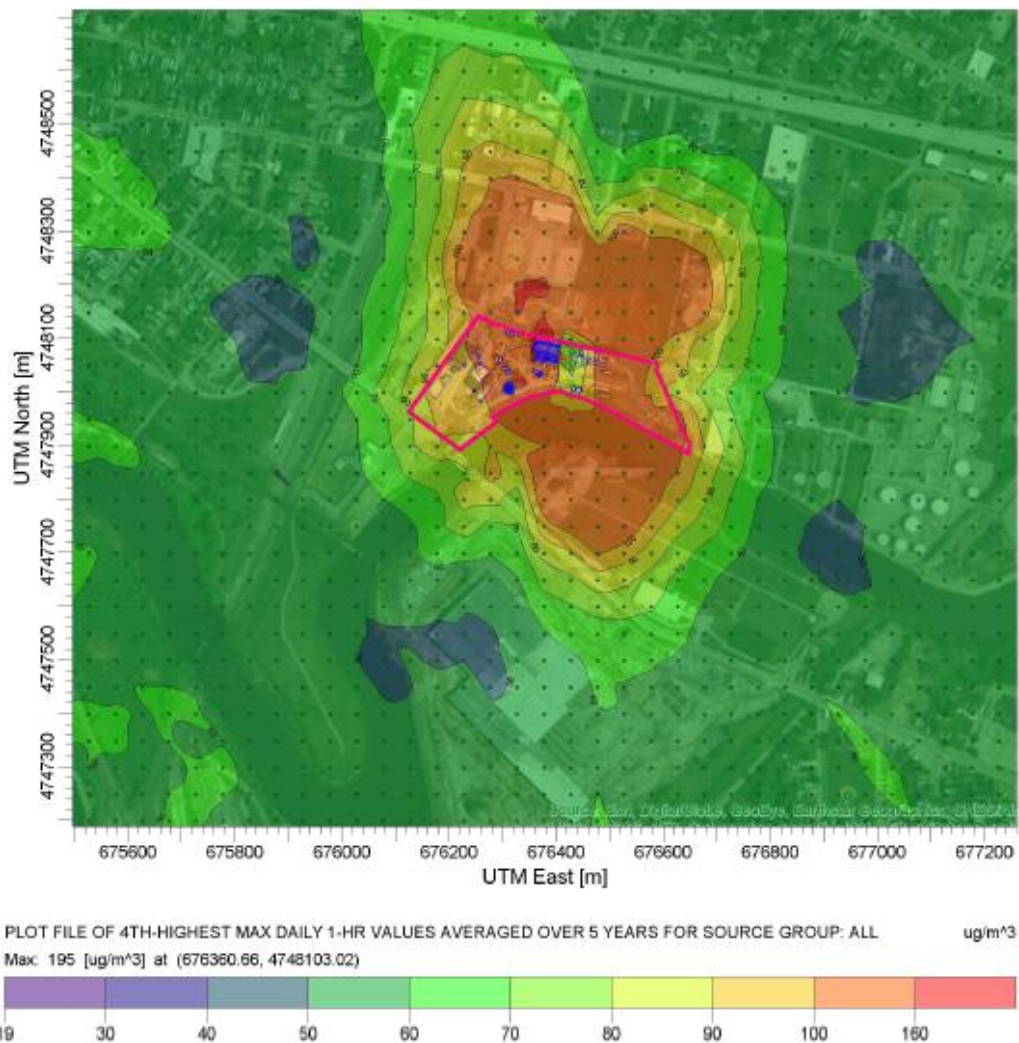 4748500
4748300
4748100
4747900
4747700
4747500
4747300
UTM North [m]
675600 675800 676000 676200 676400 676600 676800 677000 677200
UTM East [m]
PLOT FILE OF 4TH-HIGHEST MAX DAILY 1-HR VALUES AVERAGED OVER 5 YEARS FOR SOURCE GROUP: ALL ug/m^3
Max: 195 [ug/m^3] at (676360.66, 4748103.02)
19 30 40 50 60 70 80 90 100 160